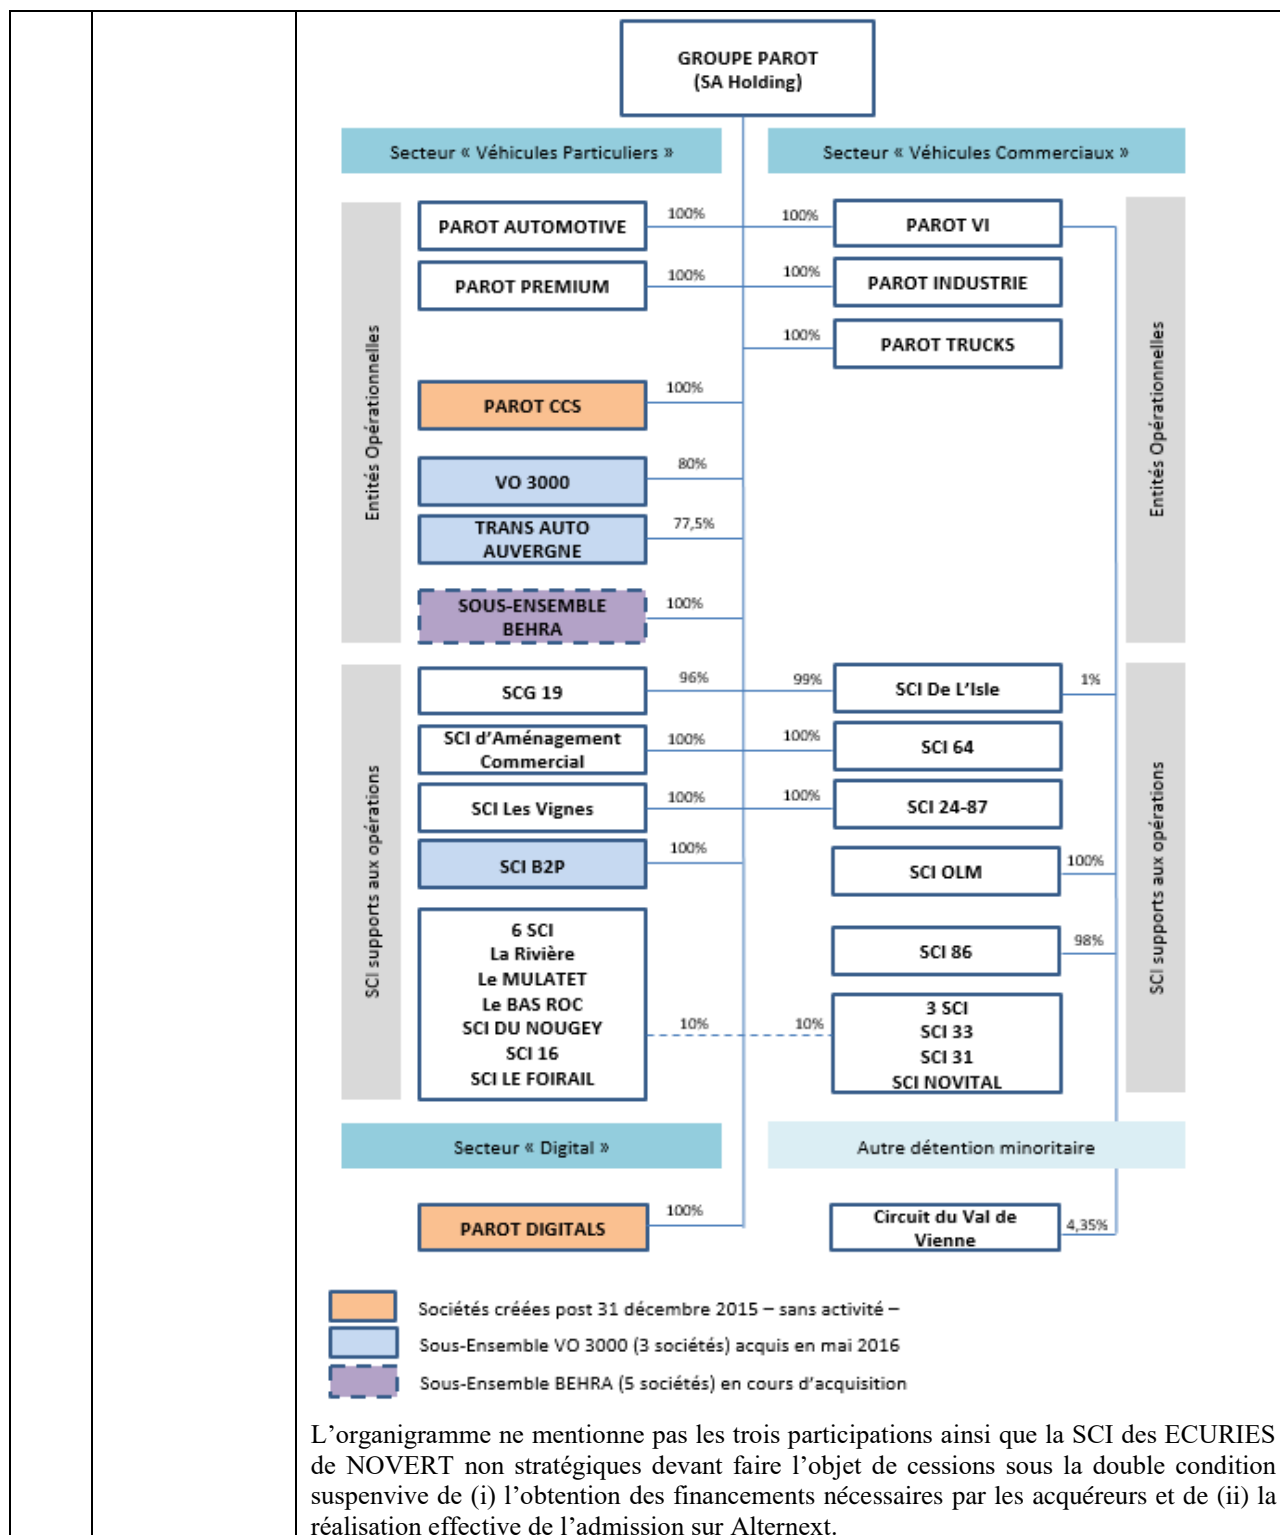 GROUPE PAROT
(SA Holding)
Secteur « Véhicules Particuliers »
Secteur « Véhicules Commerciaux »
Entités Opérationnelles
PAROT AUTOMOTIVE
100%
100%
PAROT VI
Entités Opérationnelles
PAROT PREMIUM
100%
100%
PAROT INDUSTRIE
100%
PAROT TRUCKS
PAROT CCS
100%
VO 3000
80%
TRANS AUTO
AUVERGNE
77,5%
SOUS-ENSEMBLE
BEHRA
100%
SCI supports aux opérations
SCG 19
96%
99%
SCI De L'Isle
1%
SCI supports aux opérations
SCI d'Aménagement
Commercial
100%
100%
SCI 64
SCI Les Vignes
100%
100%
SCI 24-87
SCI B2P
100%
SCI OLM
100%
SCI 86
98%
6 SCI
La Rivière
Le MULATET
Le BAS ROC
SCI DU NOUGEY
SCI 16
SCI LE FOIRAIL
10%
10%
3 SCI
SCI 33
SCI 31
SCI NOVITAL
Secteur « Digital »
Autre détention minoritaire
PAROT DIGITALS
100%
Circuit du Val de
Vienne
4,35%
Sociétés créées post 31 décembre 2015 – sans activité –
Sous-Ensemble VO 3000 (3 sociétés) acquis en mai 2016
Sous-Ensemble BEHRA (5 sociétés) en cours d'acquisition
L'organigramme ne mentionne pas les trois participations ainsi que la SCI des ECURIES
de NOVERT non stratégiques devant faire l'objet de cessions sous la double condition
suspenvive de (i) l'obtention des financements nécessaires par les acquéreurs et de (ii) la
réalisation effective de l'admission sur Alternext.